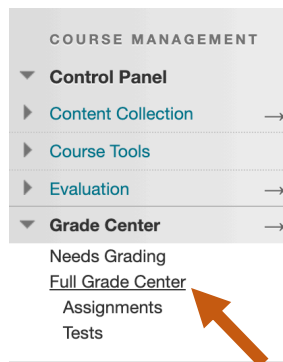 COURSE MANAGEMENT
Control Panel
Content Collection
Course Tools
Evaluation
Grade Center
Needs Grading
Full Grade Center
Assignments
Tests